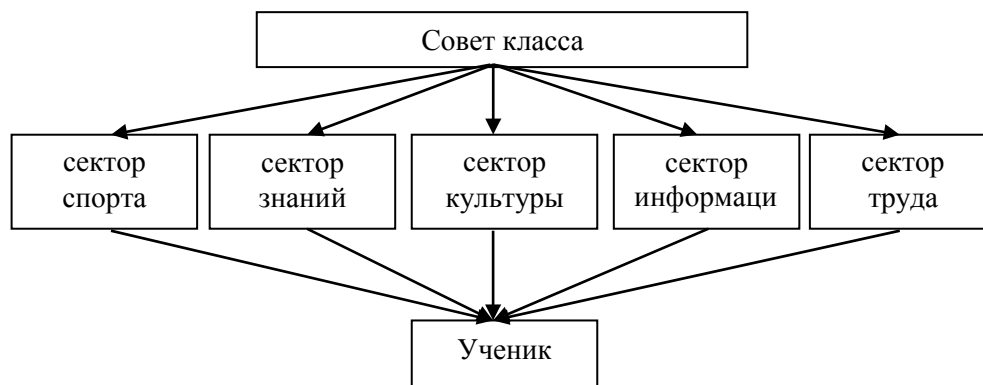 Совет класса
сектор
спорта
сектор
знаний
сектор
культуры
сектор
информаци
сектор
труда
Ученик